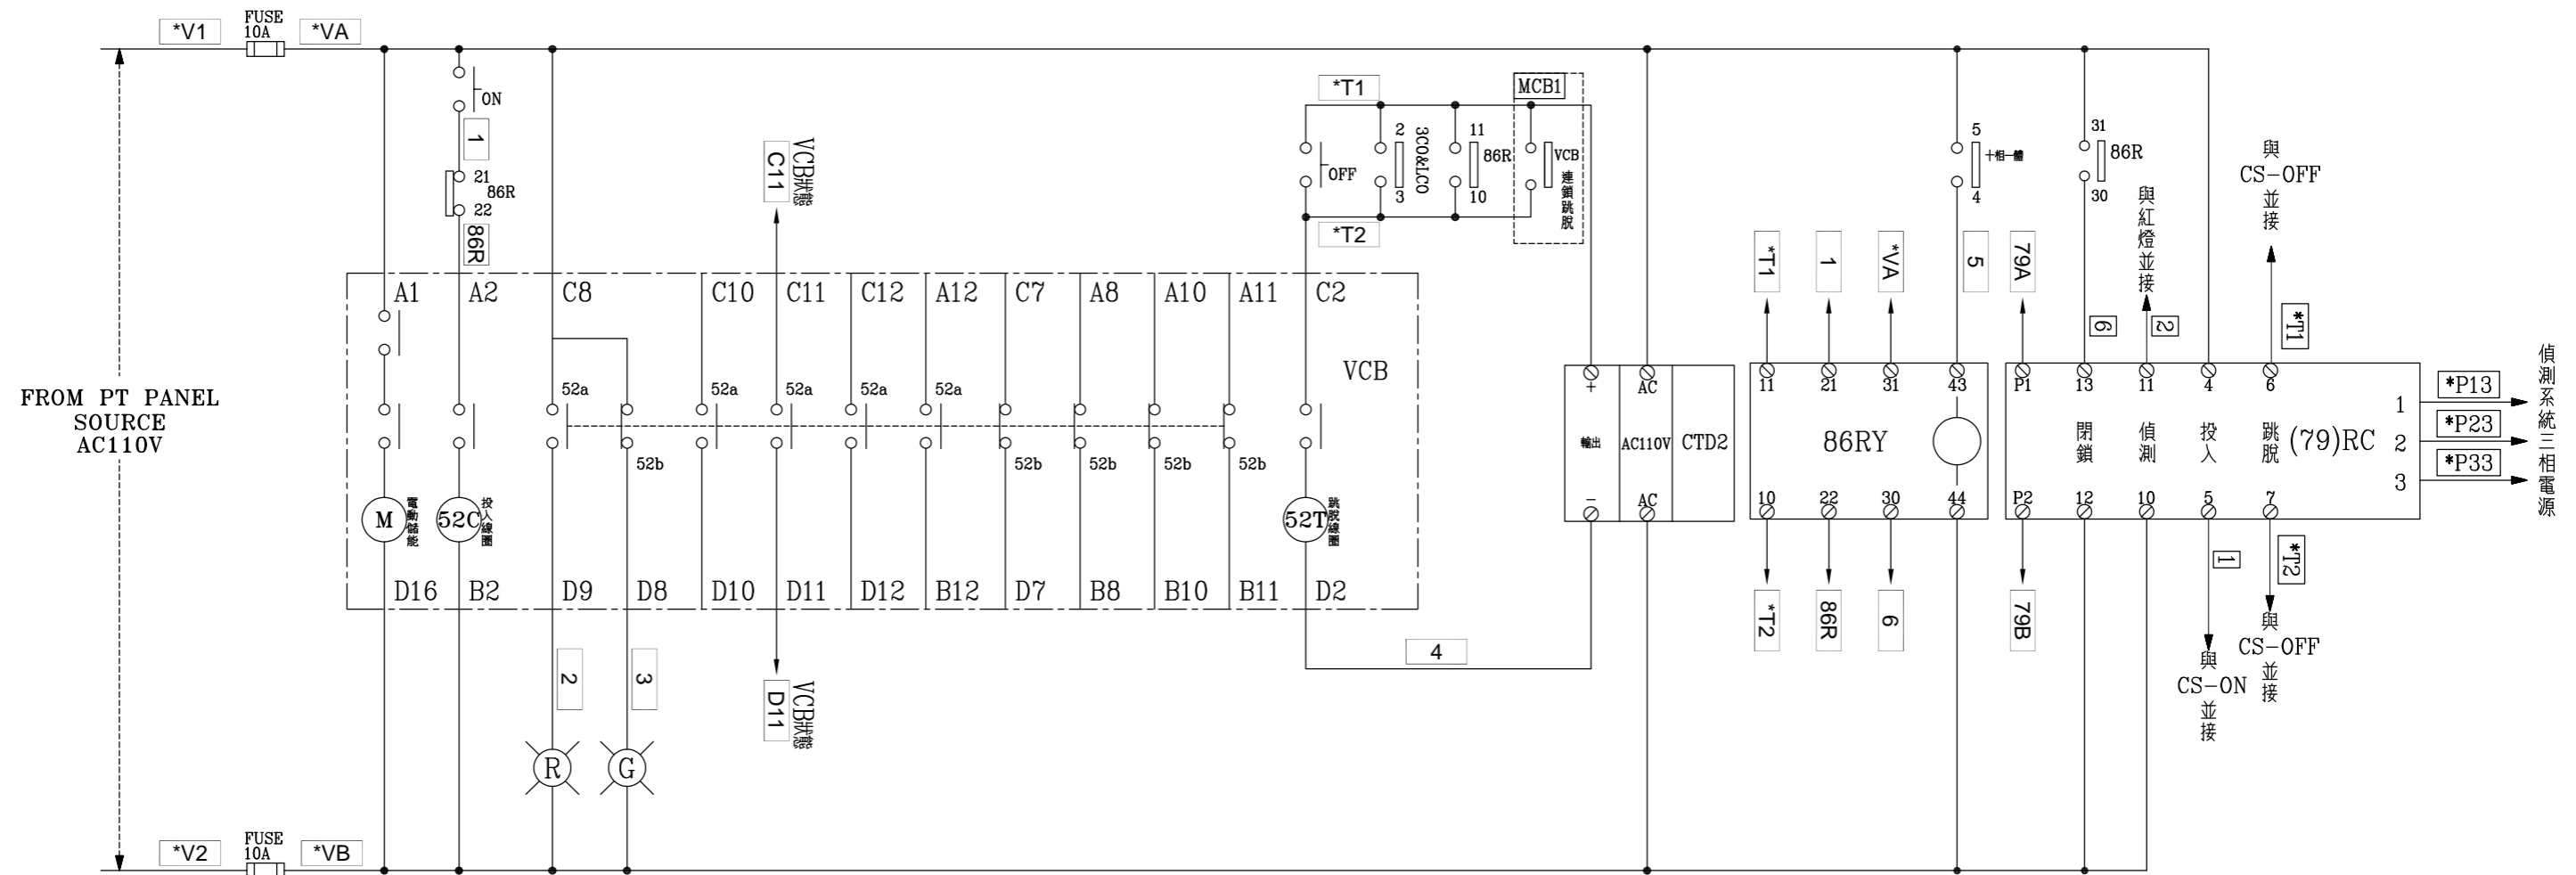 *V1
FUSE
10A
*VA
ON
1
21
86R
22
86R
FROM PT PANEL
SOURCE
AC110V
*V2
FUSE
10A
*VB
A1
A2
C8
C10
C11
C12
A12
C7
A8
A10
A11
C2
VCB
C11
VCB狀態
52a
52a
52a
52a
52a
52b
52b
52b
52b
52b
M
電動儲能
52C
投入線圈
52T
跳脫線圈
D16
B2
D9
D8
D10
D11
D12
B12
D7
B8
B10
B11
D2
2
3
D11
VCB狀態
R
G
4
*T1
OFF
2
3
3CO&LCO
11
86R
10
MCB1
VCB
連鎖跳脫
*T2
+
輸出
-
AC
AC110V
AC
CTD2
5
4
31
86R
30
*T1
1
*VA
5
11
21
31
43
86RY
10
22
30
44
*T2
86R
6
79A
6
2
與紅燈並接
與
CS-OFF
並接
*T1
P1
13
11
4
6
閉鎖
偵測
投入
跳脫
(79)RC
1
2
3
P2
12
10
5
7
79B
1
*T2
與
CS-ON
並接
與
CS-OFF
並接
*P13
*P23
*P33
偵測系統三相電源